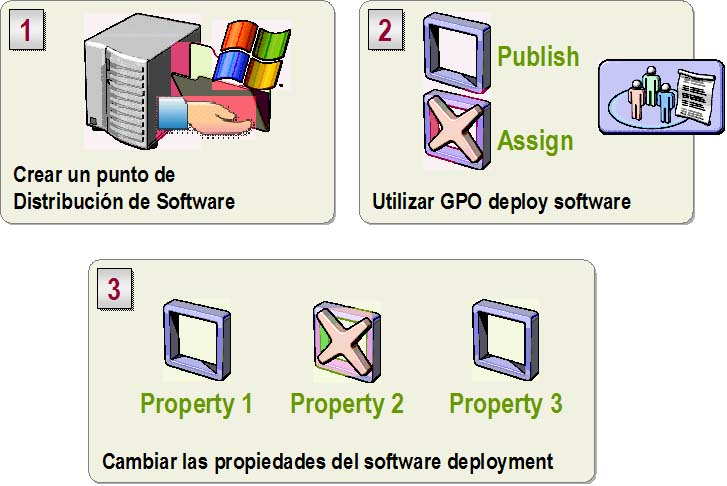 1
Crear un punto de
Distribución de Software
2
Publish
Assign
Utilizar GPO deploy software
3
Property 1
Property 2
Property 3
Cambiar las propiedades del software deployment